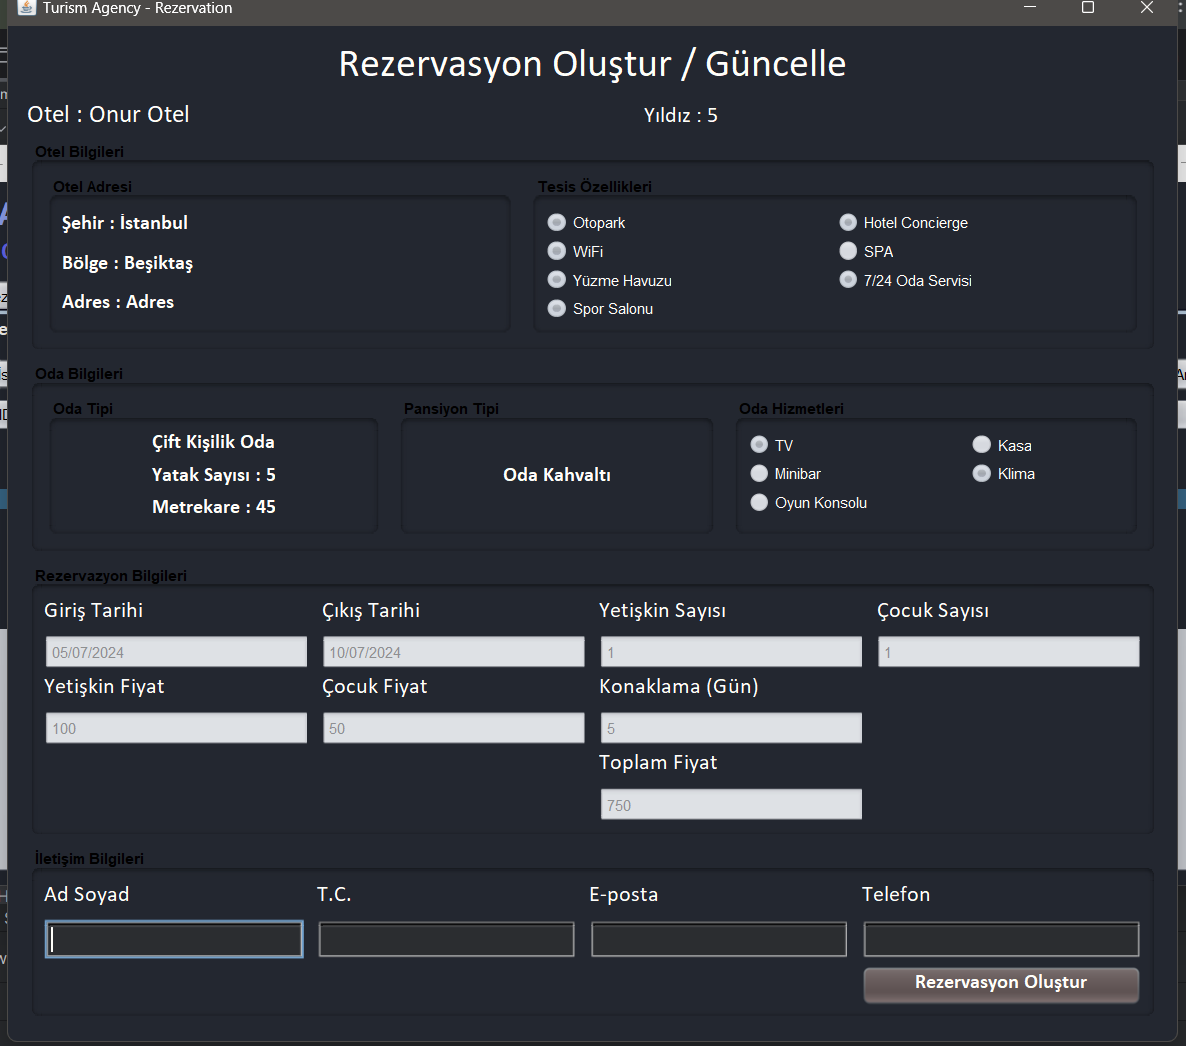 Turism Agency - Rezervation
Rezervasyon Oluştur / Güncelle
Otel : Onur Otel
Yıldız : 5
Otel Bilgileri
Otel Adresi
Şehir : İstanbul
Bölge : Beşiktaş
Adres : Adres
Tesis Özellikleri
Otopark
Hotel Concierge
WiFi
SPA
Yüzme Havuzu
7/24 Oda Servisi
Spor Salonu
Oda Bilgileri
Oda Tipi
Çift Kişilik Oda
Yatak Sayısı : 5
Metrekare : 45
Pansiyon Tipi
Oda Kahvaltı
Oda Hizmetleri
TV
Kasa
Minibar
Klima
Oyun Konsolu
Rezervazyon Bilgileri
Giriş Tarihi
Çıkış Tarihi
Yetişkin Sayısı
Çocuk Sayısı
05/07/2024
10/07/2024
1
1
Yetişkin Fiyat
Çocuk Fiyat
Konaklama (Gün)
100
50
5
Toplam Fiyat
750
İletişim Bilgileri
Ad Soyad
T.C.
E-posta
Telefon
Rezervasyon Oluştur